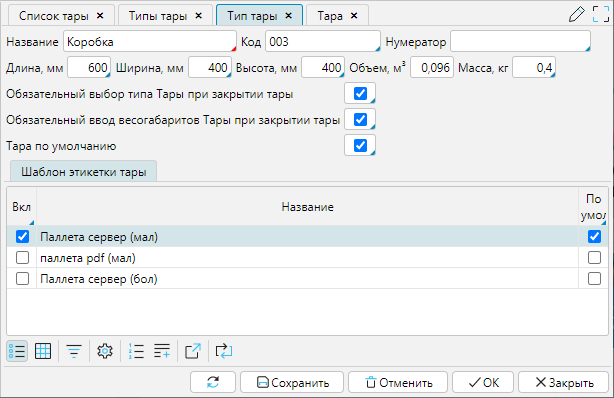 Список тары × Типы тары × Тип тары × Тара ×
Название Коробка Код 003 Нумератор
Длина, мм 600 Ширина, мм 400 Высота, мм 400 Объем, м³ 0,096 Масса, кг 0,4
Обязательный выбор типа Тары при закрытии тары
Обязательный ввод весогабаритов Тары при закрытии тары
Тара по умолчанию
Шаблон этикетки тары
Вкл Название По умол
Паллета сервер (мал)
паллета pdf (мал)
Паллета сервер (бол)
Сохранить Отменить ОК Закрыть